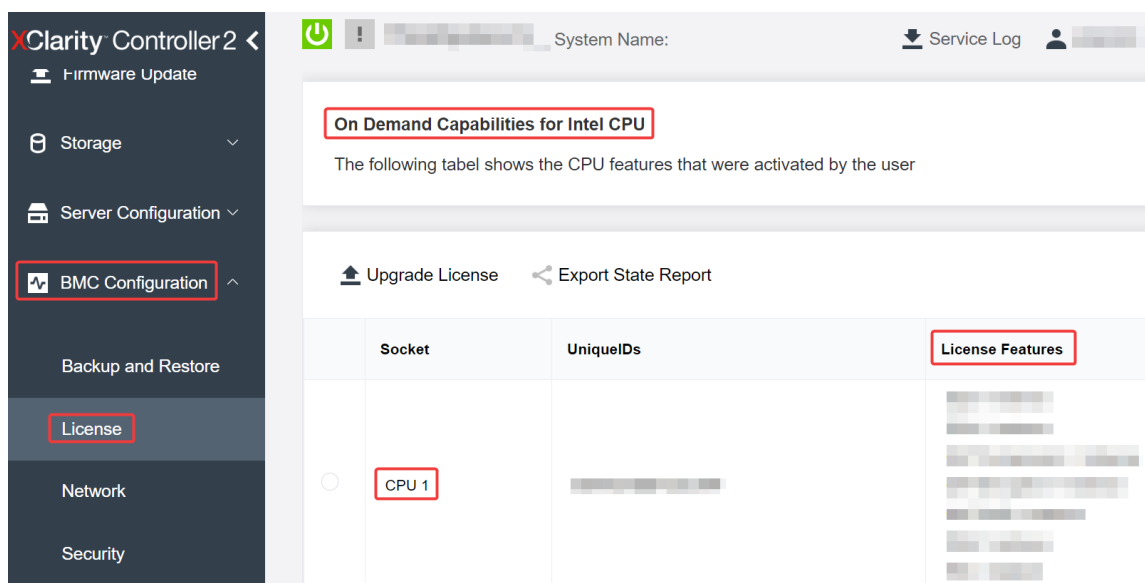 XClarity Controller 2
Firmware Update
Storage
Server Configuration
BMC Configuration
Backup and Restore
License
Network
Security
System Name:
Service Log
On Demand Capabilities for Intel CPU
The following tabel shows the CPU features that were activated by the user
Upgrade License
Export State Report
Socket
UniqueIDs
License Features
CPU 1